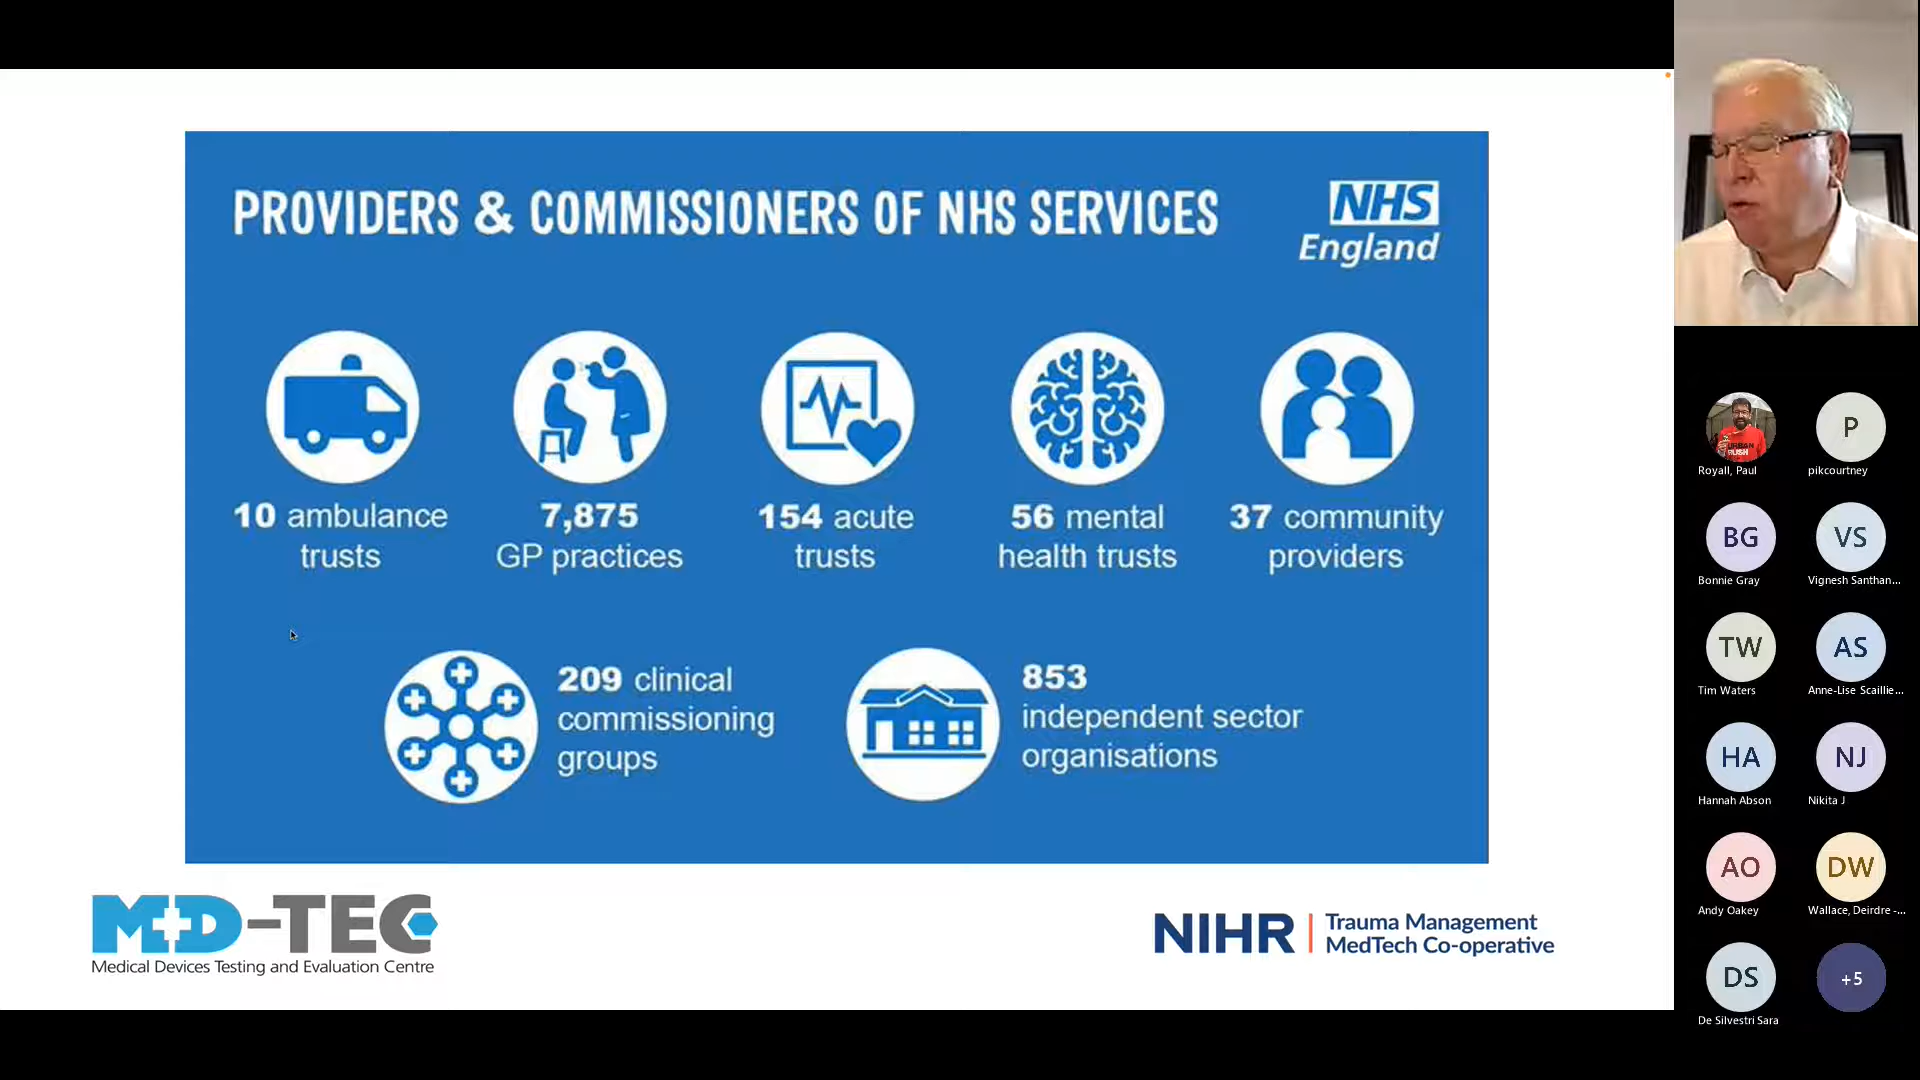 PROVIDERS & COMMISSIONERS OF NHS SERVICES
NHS
England
10 ambulance
trusts
7,875
GP practices
154 acute
trusts
56 mental
health trusts
37 community
providers
209 clinical
commissioning
groups
853
independent sector
organisations
MD-TEC
Medical Devices Testing and Evaluation Centre
NIHR
Trauma Management
MedTech Co-operative
URBAN
RUSH
Royall, Paul
P
pikcourtney
BG
Bonnie Gray
VS
Vignesh Santhan...
TW
Tim Waters
AS
Anne-Lise Scaillie...
HA
Hannah Abson
NJ
Nikita J
AO
Andy Oakey
DW
Wallace, Deirdre -...
DS
De Silvestri Sara
+5